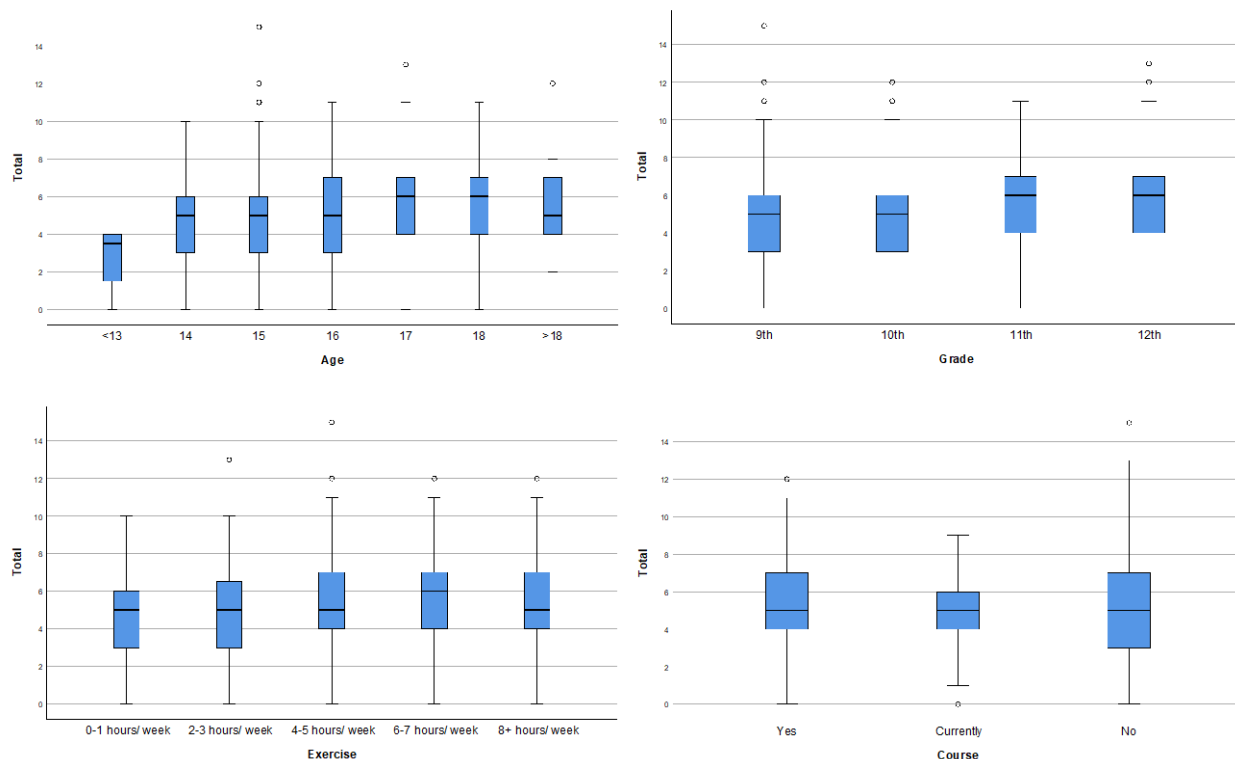 14
12
10
8
6
4
2
0
Total
<13 14 15 16 17 18 >18
Age
14
12
10
8
6
4
2
0
Total
9th 10th 11th 12th
Grade
14
12
10
8
6
4
2
0
Total
0-1 hours/ week 2-3 hours/ week 4-5 hours/ week 6-7 hours/ week 8+ hours/ week
Exercise
14
12
10
8
6
4
2
0
Total
Yes Currently No
Course